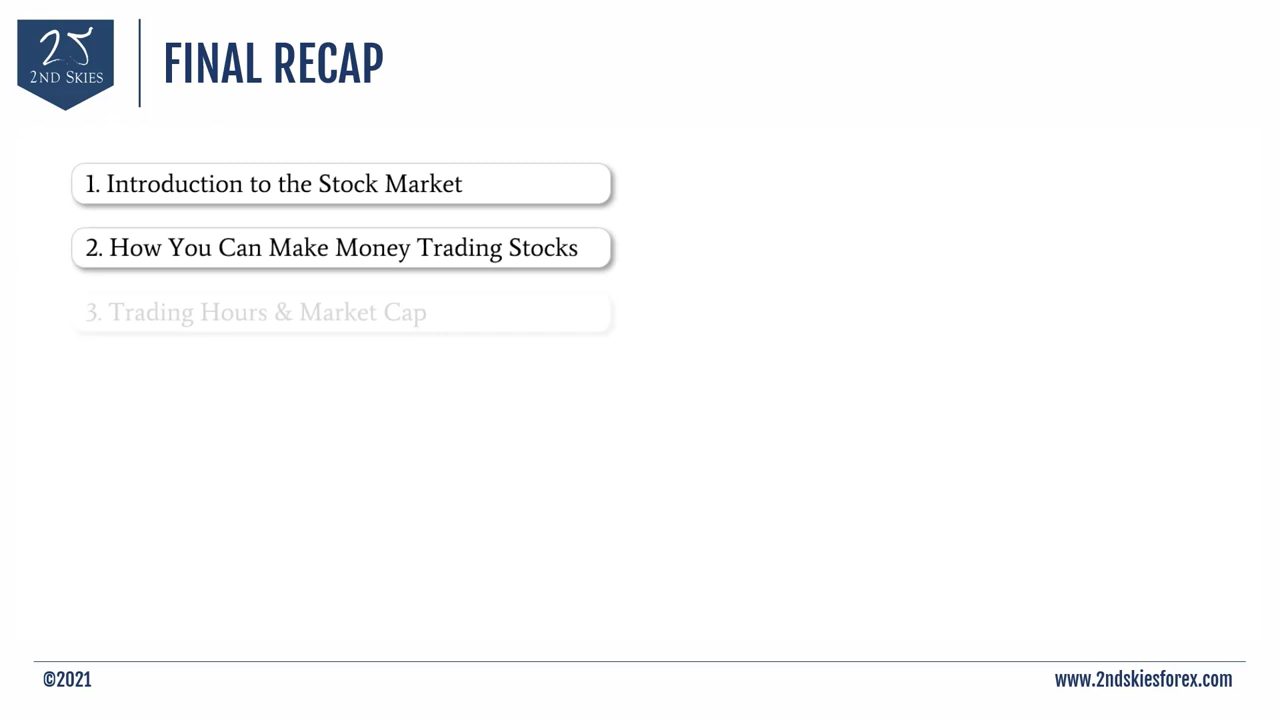 2S
2ND SKIES
FINAL RECAP
1. Introduction to the Stock Market
2. How You Can Make Money Trading Stocks
3. Trading Hours & Market Cap
©2021
www.2ndskiesforex.com